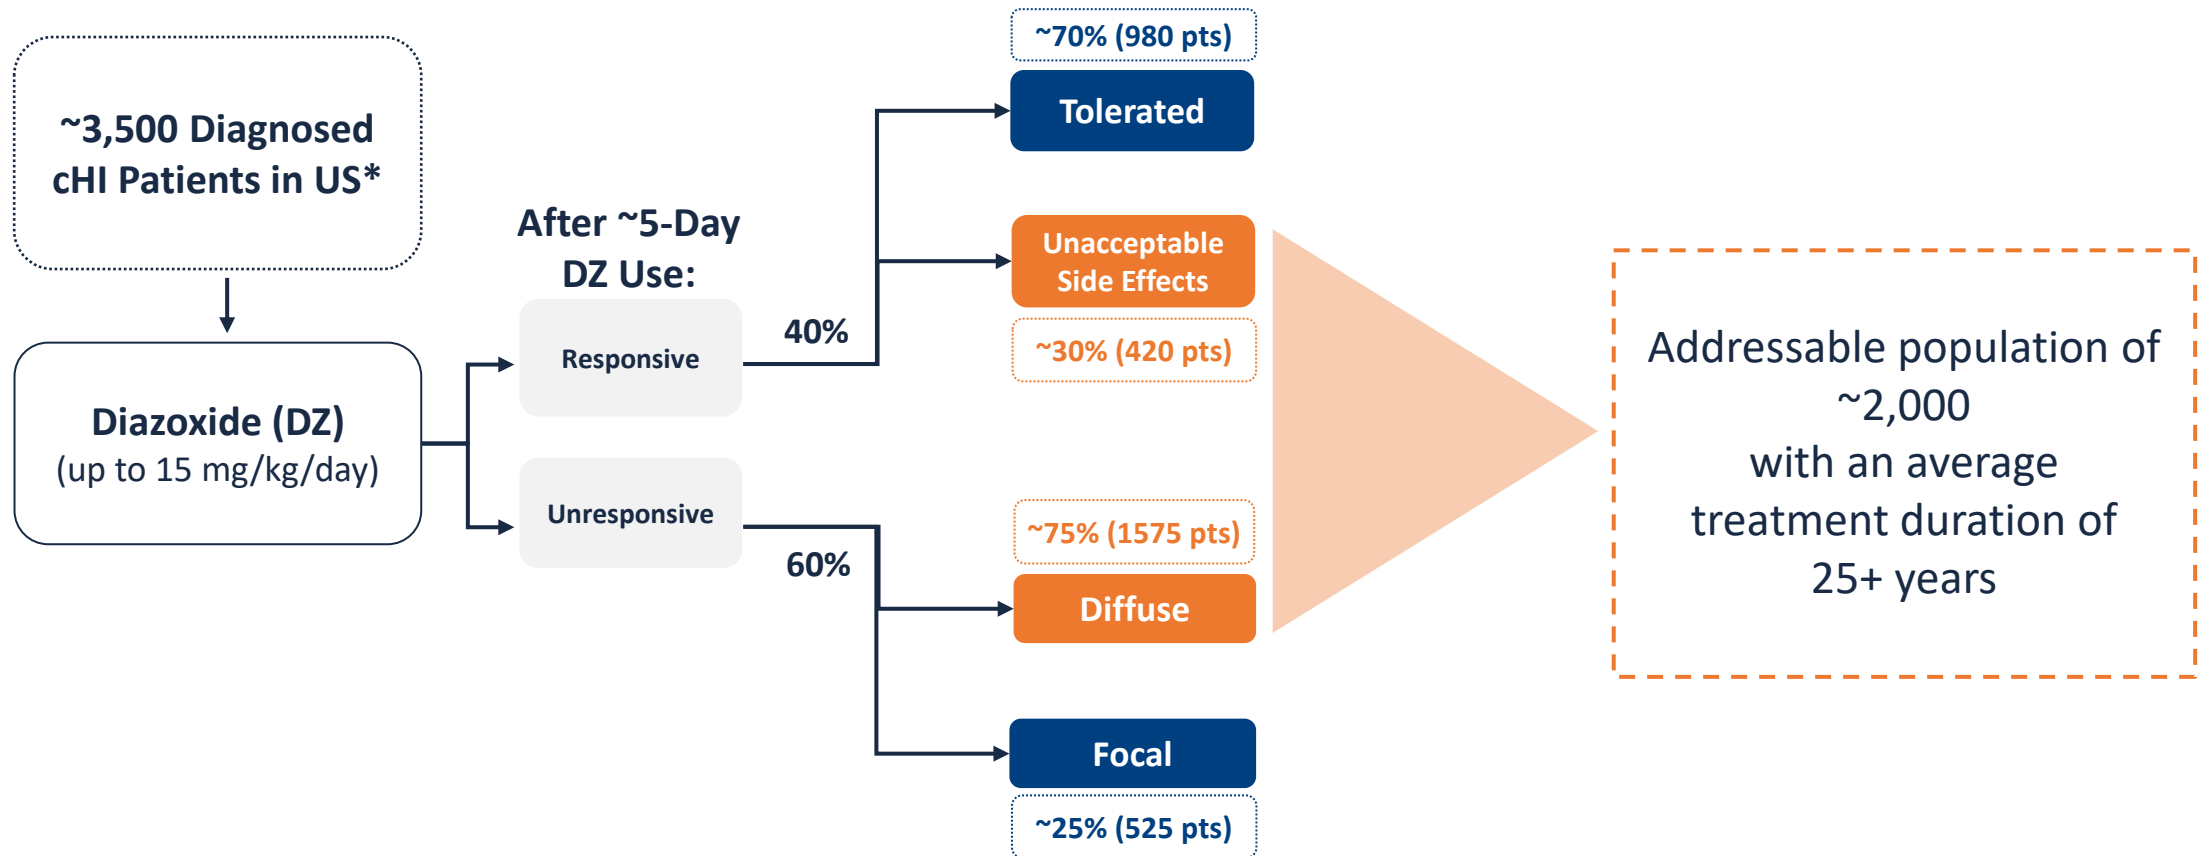 ~3,500 Diagnosed
cHI Patients in US*
Diazoxide (DZ)
(up to 15 mg/kg/day)
After ~5-Day
DZ Use:
Responsive
Unresponsive
40%
60%
~70% (980 pts)
Tolerated
Unacceptable
Side Effects
~30% (420 pts)
~75% (1575 pts)
Diffuse
Focal
~25% (525 pts)
Addressable population of
~2,000
with an average
treatment duration of
25+ years